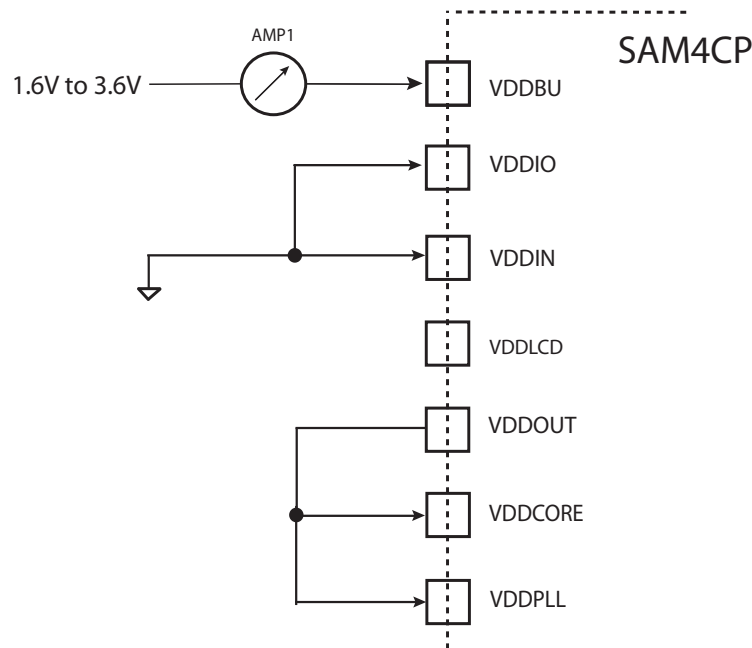 SAM4CP
AMP1
1.6V to 3.6V
VDDBU
VDDIO
VDDIN
VDDLCD
VDDOUT
VDDCORE
VDDPLL